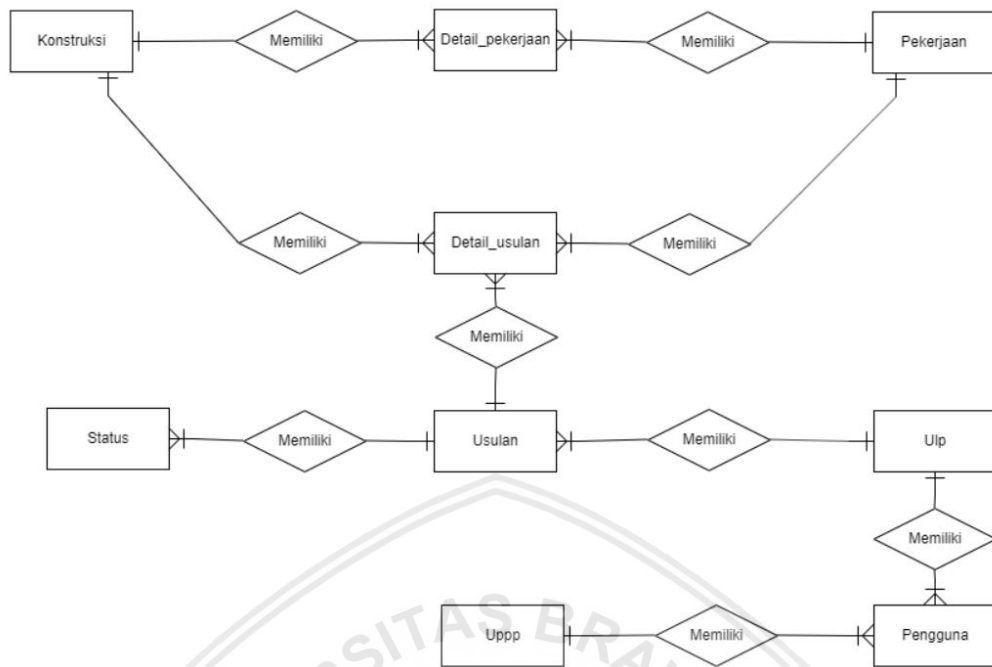 Konstruksi
Memiliki
Detail_pekerjaan
Memiliki
Pekerjaan
Memiliki
Detail_usulan
Memiliki
Memiliki
Status
Memiliki
Usulan
Memiliki
Ulp
Memiliki
Uppp
Memiliki
Pengguna